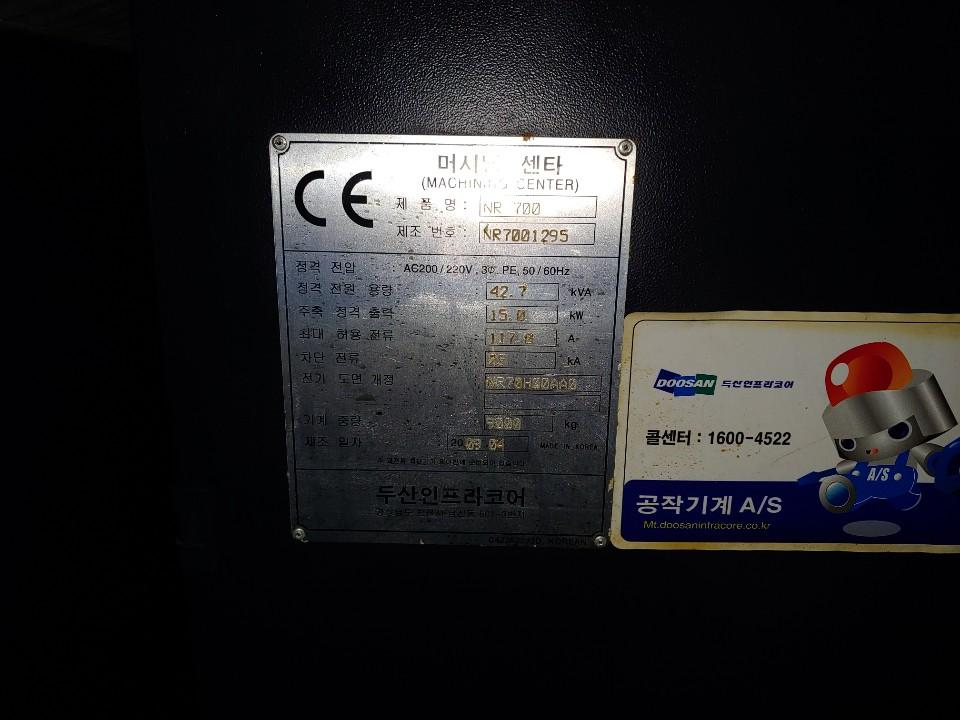 CE
머시닝 센타
(MACHINING CENTER)
제 품 명 : NR 700
제조 번호 : NR7001295
정격 전압 : AC200/220V, 3Φ PE, 50/60Hz
정격 전원 용량 42.7 kVA
주축 정격 출력 15.0 kW
최대 허용 전류 117.0 A
차단 전류 kA
전기 도면 개정 NR70H00AA0
기계 중량 kg
제조 일자 2009 04 MADE IN KOREA
두산인프라코어
DOOSAN 두산인프라코어
콜센터 : 1600-4522
A/S
공작기계 A/S
Mt.doosaninfracore.co.kr